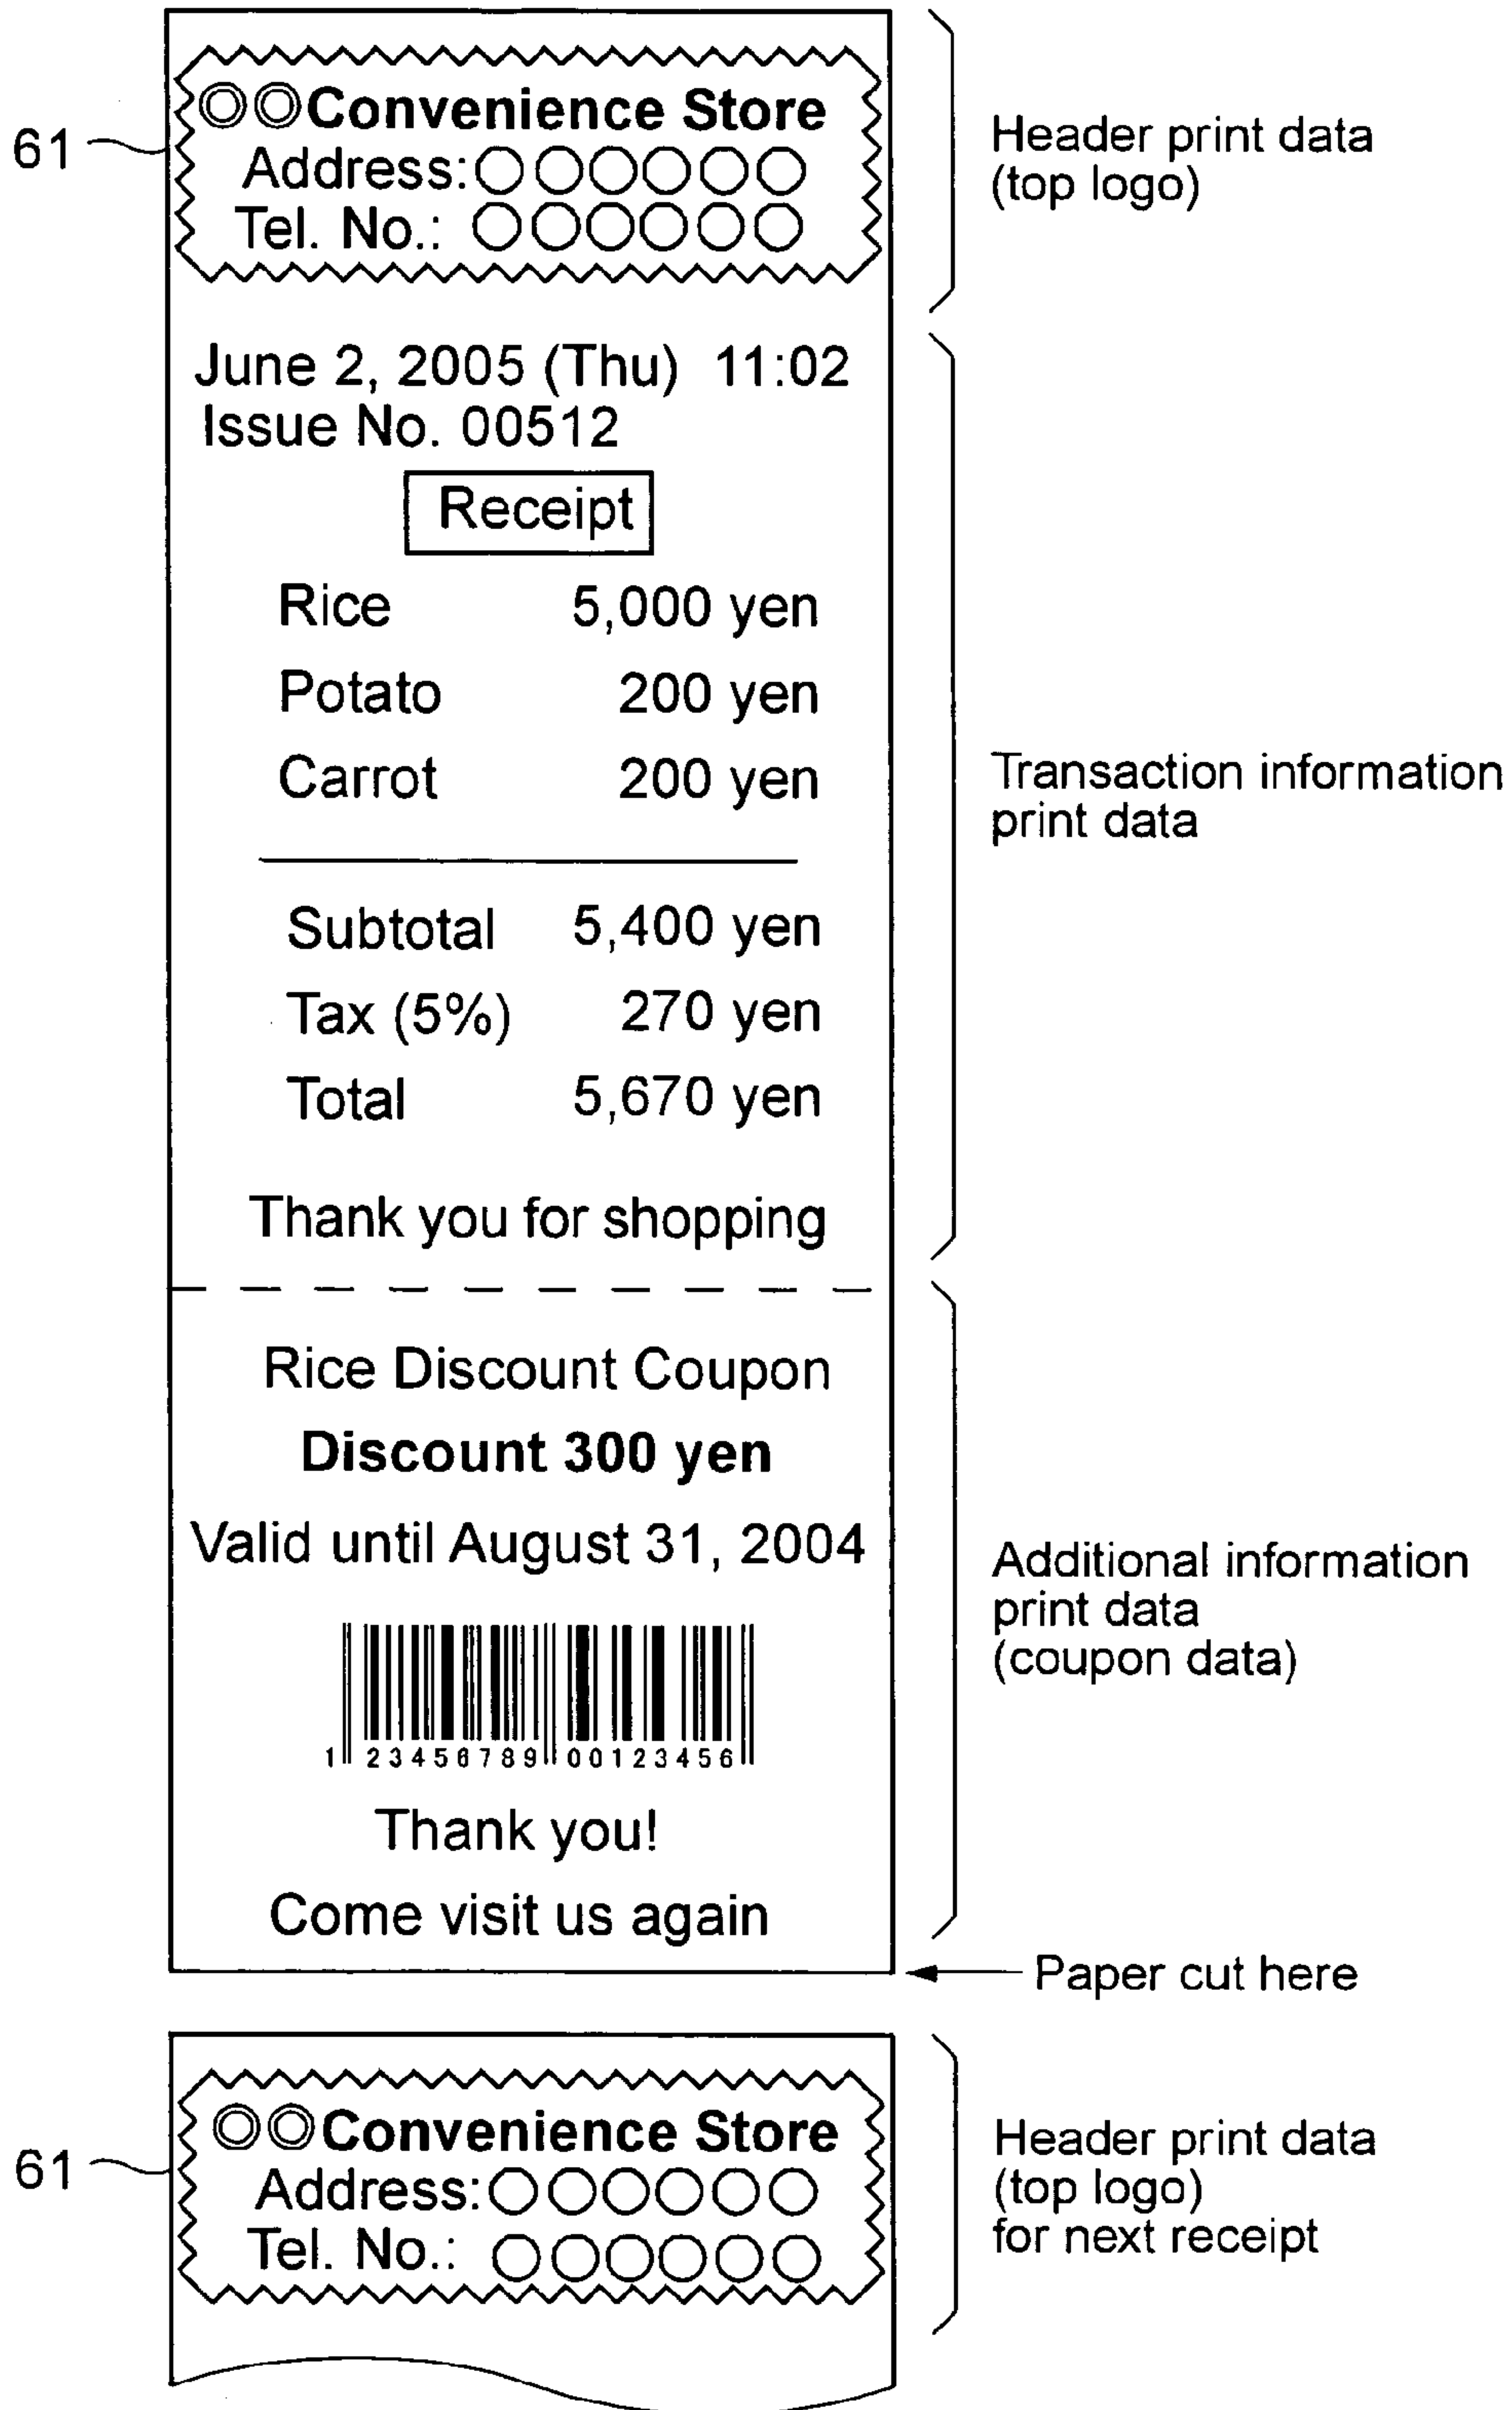 ◎◎Convenience Store
61
Address:○○○○○○
Tel. No.: ○○○○○○
Header print data
(top logo)
June 2, 2005 (Thu) 11:02
Issue No. 00512
Receipt
Rice 5,000 yen
Potato 200 yen
Carrot 200 yen
Transaction information
print data
Subtotal 5,400 yen
Tax (5%) 270 yen
Total 5,670 yen
Thank you for shopping
Rice Discount Coupon
Discount 300 yen
Valid until August 31, 2004
Additional information
print data
(coupon data)
1 23456789 00123456
Thank you!
Come visit us again
Paper cut here
◎◎Convenience Store
61
Address:○○○○○○
Tel. No.: ○○○○○○
Header print data
(top logo)
for next receipt